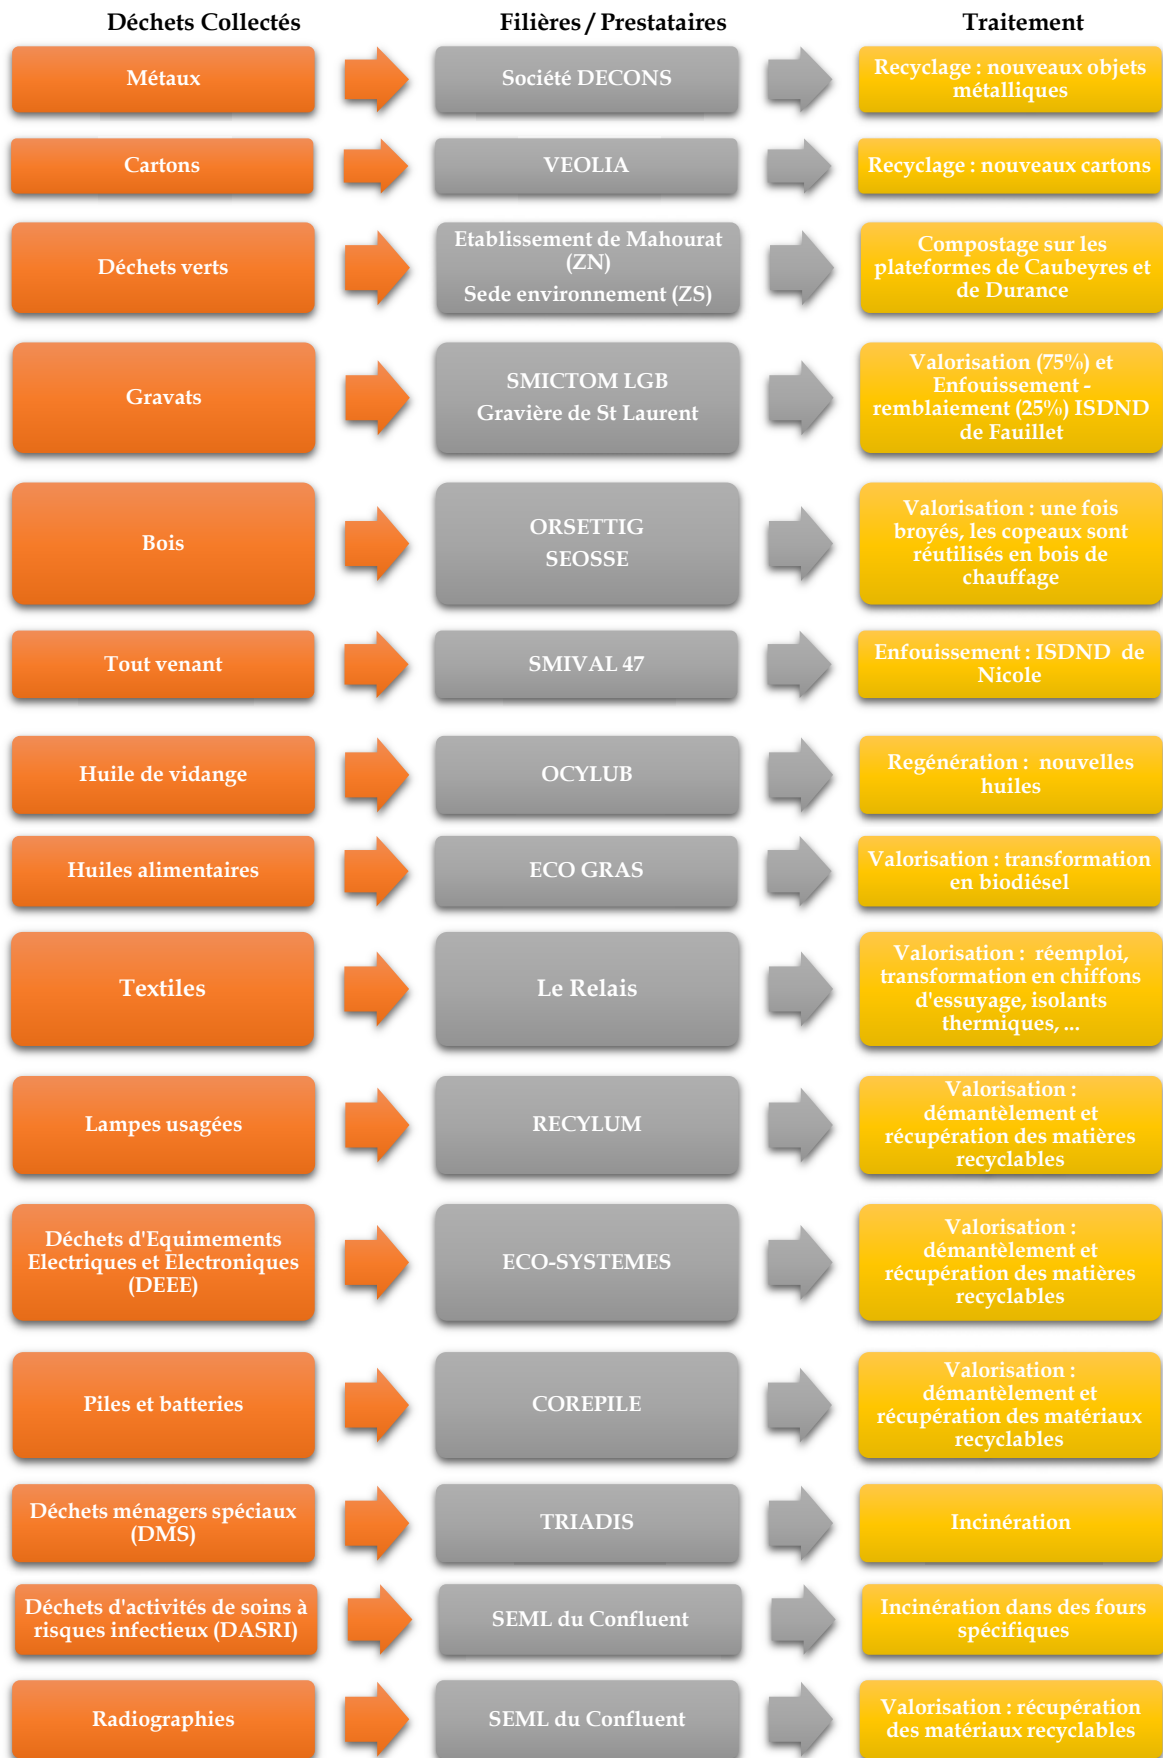 Déchets Collectés
Filières / Prestataires
Traitement
Métaux
Société DECONS
Recyclage : nouveaux objets
métalliques
Cartons
VEOLIA
Recyclage : nouveaux cartons
Déchets verts
Etablissement de Mahourat
(ZN)
Sede environnement (ZS)
Compostage sur les
plateformes de Caubeyres et
de Durance
Gravats
SMICTOM LGB
Gravière de St Laurent
Valorisation (75%) et
Enfouissement -
remblaiement (25%) ISDND
de Fauillet
Bois
ORSETTIG
SEOSSE
Valorisation : une fois
broyés, les copeaux sont
réutilisés en bois de
chauffage
Tout venant
SMIVAL 47
Enfouissement : ISDND de
Nicole
Huile de vidange
OCYLUB
Regénération : nouvelles
huiles
Huiles alimentaires
ECO GRAS
Valorisation : transformation
en biodiésel
Textiles
Le Relais
Valorisation : réemploi,
transformation en chiffons
d'essuyage, isolants
thermiques, ...
Lampes usagées
RECYLUM
Valorisation :
démantèlement et
récupération des matières
recyclables
Déchets d'Equimements
Electriques et Electroniques
(DEEE)
ECO-SYSTEMES
Valorisation :
démantèlement et
récupération des matières
recyclables
Piles et batteries
COREPILE
Valorisation :
démantèlement et
récupération des matériaux
recyclables
Déchets ménagers spéciaux
(DMS)
TRIADIS
Incinération
Déchets d'activités de soins à
risques infectieux (DASRI)
SEML du Confluent
Incinération dans des fours
spécifiques
Radiographies
SEML du Confluent
Valorisation : récupération
des matériaux recyclables